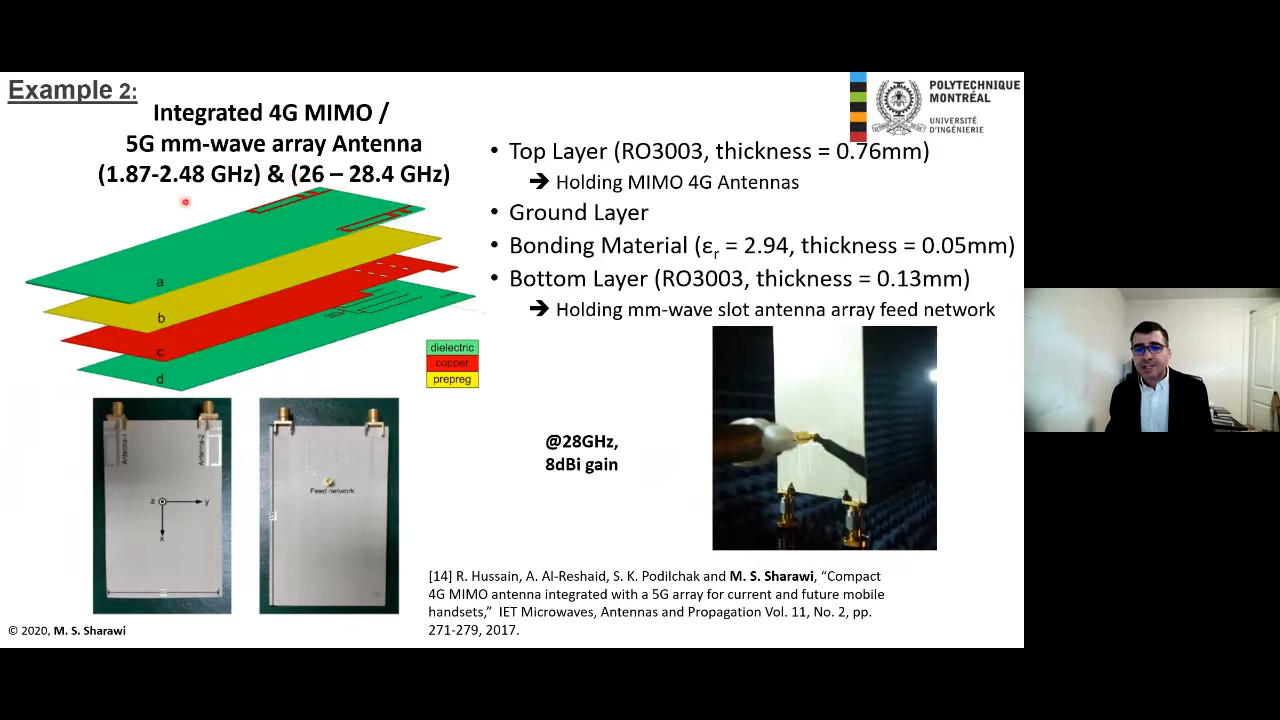 Example 2:
Integrated 4G MIMO /
5G mm-wave array Antenna
(1.87-2.48 GHz) & (26 – 28.4 GHz)
POLYTECHNIQUE
MONTRÉAL
UNIVERSITÉ
D'INGÉNIERIE
• Top Layer (RO3003, thickness = 0.76mm)
➔ Holding MIMO 4G Antennas
• Ground Layer
• Bonding Material (εr = 2.94, thickness = 0.05mm)
• Bottom Layer (RO3003, thickness = 0.13mm)
➔ Holding mm-wave slot antenna array feed network
a
b
c
d
dielectric
copper
prepreg
Antenna-1
Antenna-2
z
y
x
Feed network
@28GHz,
8dBi gain
[14] R. Hussain, A. Al-Reshaid, S. K. Podilchak and M. S. Sharawi, “Compact
4G MIMO antenna integrated with a 5G array for current and future mobile
handsets,” IET Microwaves, Antennas and Propagation Vol. 11, No. 2, pp.
271-279, 2017.
© 2020, M. S. Sharawi